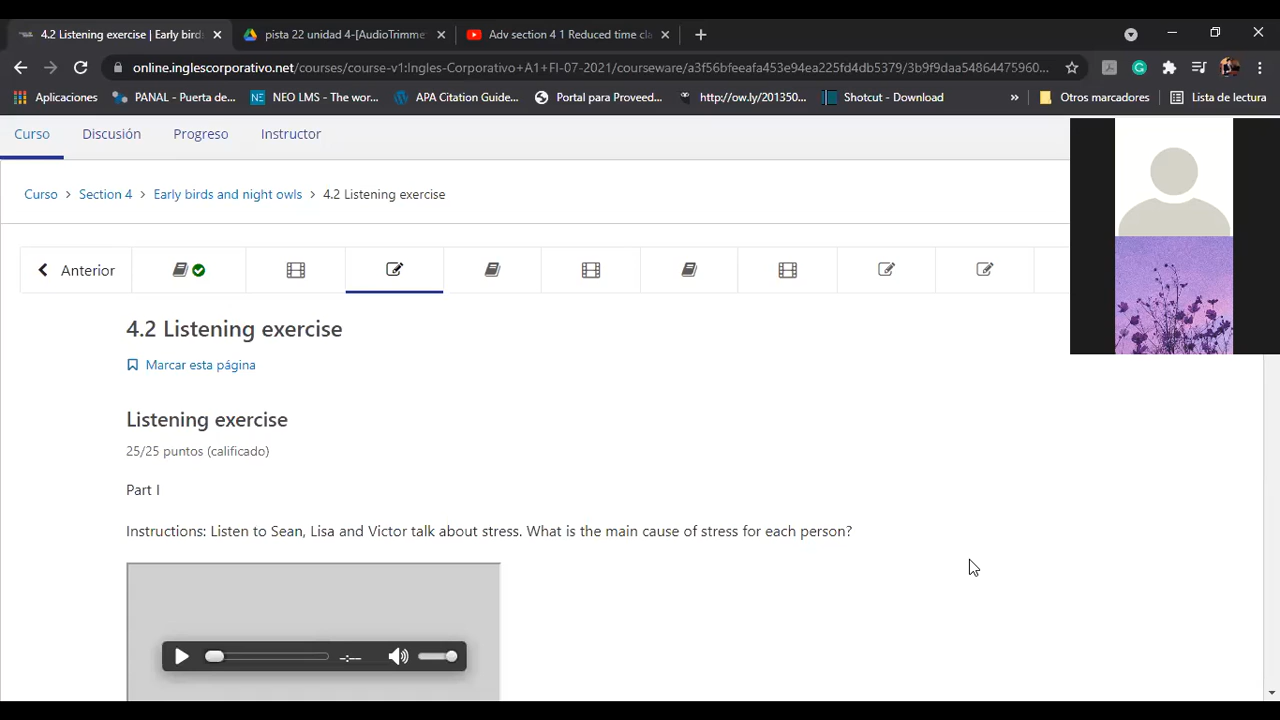 4.2 Listening exercise | Early bird
pista 22 unidad 4-[AudioTrimme
Adv section 4 1 Reduced time cla
online.inglescorporativo.net/courses/course-v1:Ingles-Corporativo+A1+FI-07-2021/courseware/a3f56bfeeafa453e94ea225fd4db5379/3b9f9daa54864475960...
Aplicaciones
PANAL - Puerta de...
NEO LMS - The wor...
APA Citation Guide...
Portal para Proveed...
http://ow.ly/201350...
Shotcut - Download
»
Otros marcadores
Lista de lectura
Curso
Discusión
Progreso
Instructor
Curso > Section 4 > Early birds and night owls > 4.2 Listening exercise
Anterior
4.2 Listening exercise
Marcar esta página
Listening exercise
25/25 puntos (calificado)
Part I
Instructions: Listen to Sean, Lisa and Victor talk about stress. What is the main cause of stress for each person?
-:--